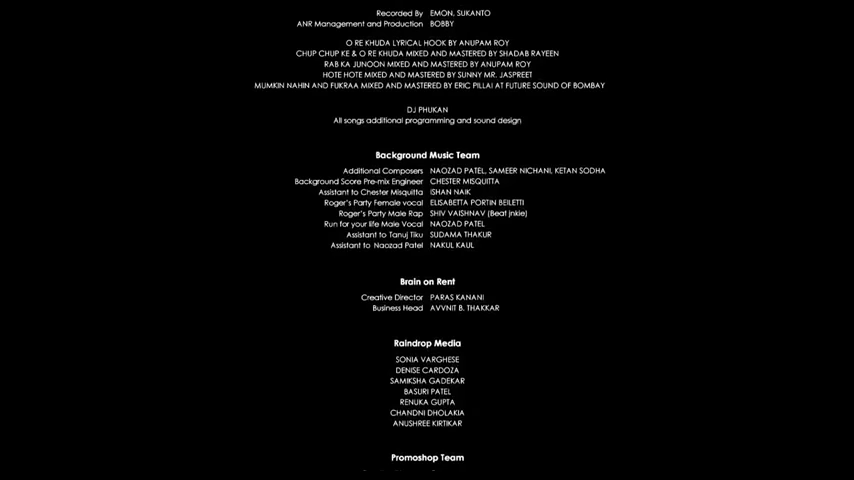 Recorded By EMON, SUKANTO
ANR Management and Production BOBBY
O RE KHUDA LYRICAL HOOK BY ANUPAM ROY
CHUP CHUP KE & O RE KHUDA MIXED AND MASTERED BY SHADAB RAYEEN
RAB KA JUNOON MIXED AND MASTERED BY ANUPAM ROY
HOTE HOTE MIXED AND MASTERED BY SUNNY MR. JASPREET
MUMKIN NAHIN AND FUKRAA MIXED AND MASTERED BY ERIC PILLAI AT FUTURE SOUND OF BOMBAY
DJ PHUKAN
All songs additional programming and sound design
Background Music Team
Additional Composers NAOZAD PATEL, SAMEER NICHANI, KETAN SODHA
Background Score Pre-mix Engineer CHESTER MISQUITTA
Assistant to Chester Misquitta ISHAN NAIK
Roger's Party Female vocal ELISABETTA PORTIN BEILETTI
Roger's Party Male Rap SHIV VAISHNAV (Beat jnkie)
Run for your life Male Vocal NAOZAD PATEL
Assistant to Tanuj Tiku SUDAMA THAKUR
Assistant to Naozad Patel NAKUL KAUL
Brain on Rent
Creative Director PARAS KANANI
Business Head AVVNIT B. THAKKAR
Raindrop Media
SONIA VARGHESE
DENISE CARDOZA
SAMIKSHA GADEKAR
BASURI PATEL
RENUKA GUPTA
CHANDNI DHOLAKIA
ANUSHREE KIRTIKAR
Promoshop Team